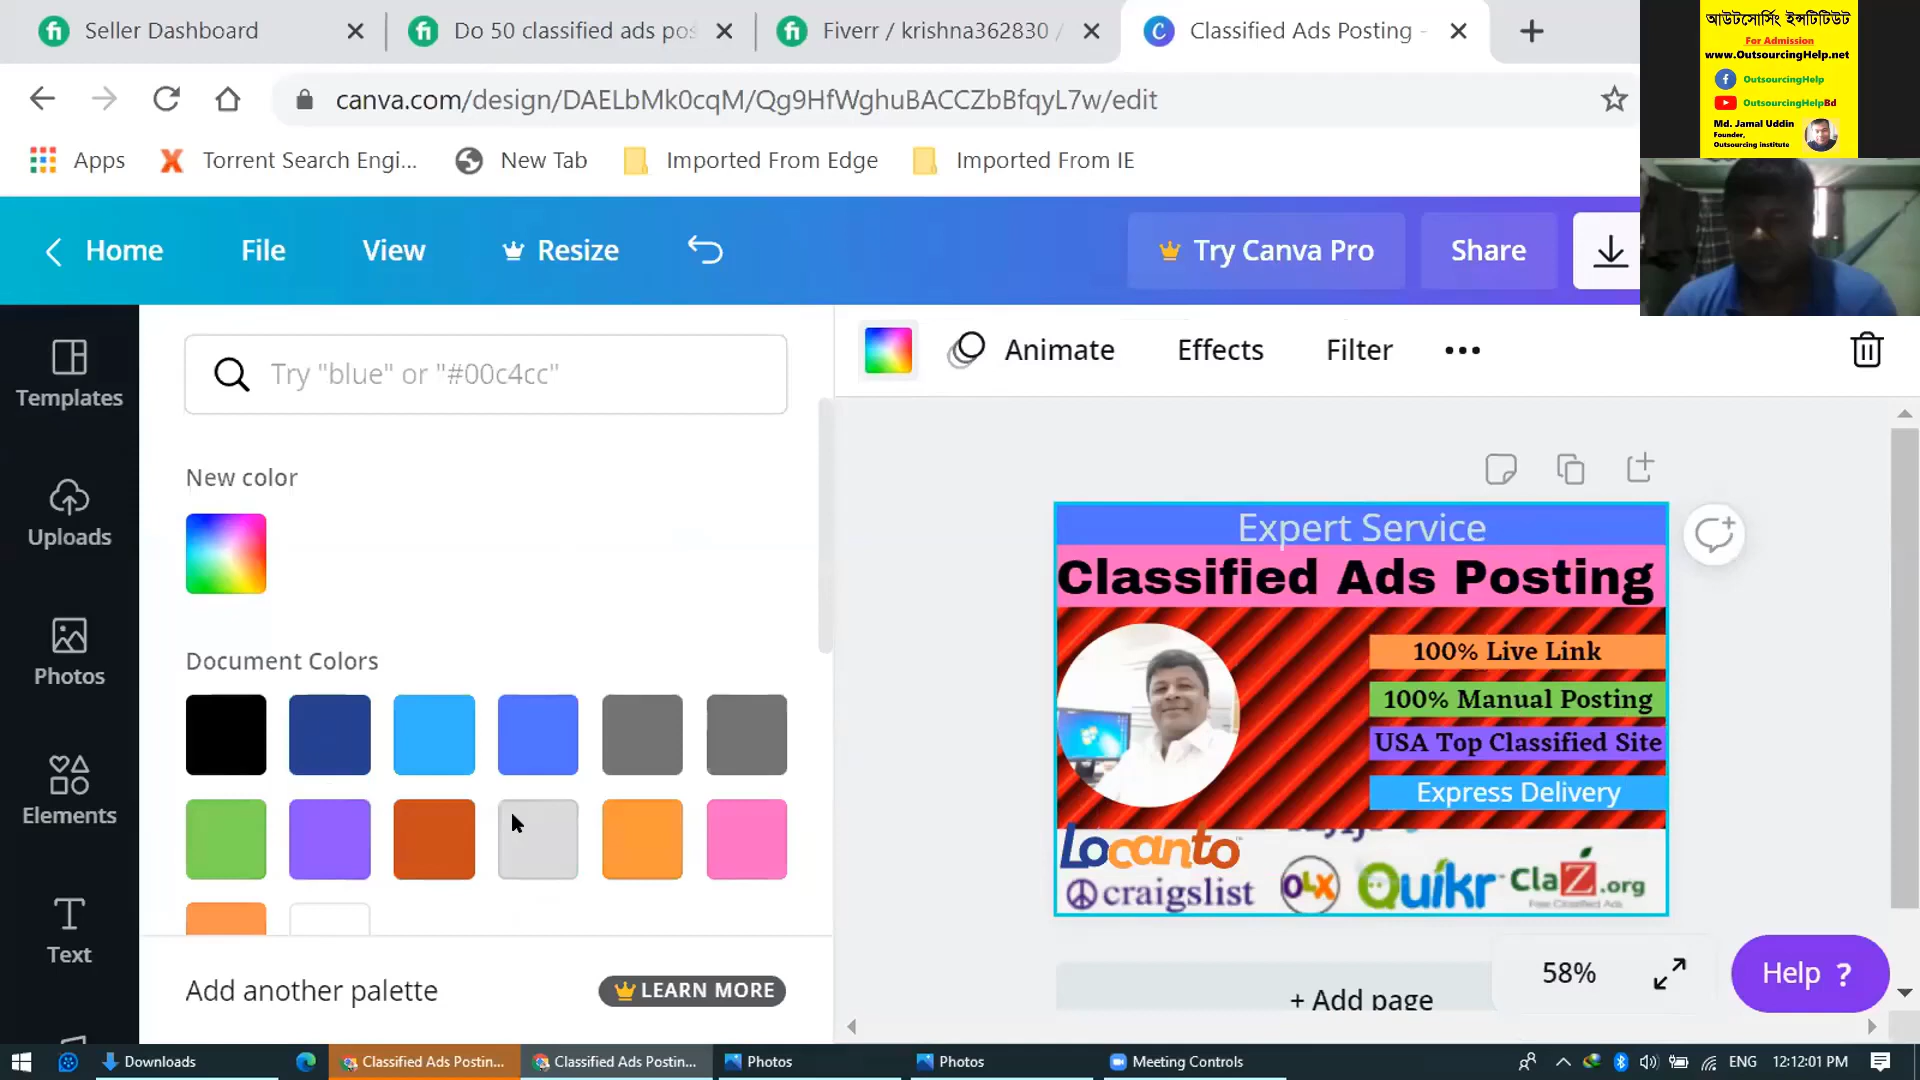 Seller Dashboard
Do 50 classified ads pos
Fiverr / krishna362830 /
Classified Ads Posting -
আউটসোর্সিং ইন্সটিটিউট
For Admission
www.OutsourcingHelp.net
OutsourcingHelp
OutsourcingHelpBd
Md. Jamal Uddin
Founder,
Outsourcing institute
canva.com/design/DAELbMk0cqM/Qg9HfWghuBACCZbBfqyL7w/edit
Apps
Torrent Search Engi...
New Tab
Imported From Edge
Imported From IE
Home
File
View
Resize
Try Canva Pro
Share
Templates
Uploads
Photos
Elements
Text
Try "blue" or "#00c4cc"
New color
Document Colors
Add another palette
LEARN MORE
Animate
Effects
Filter
Expert Service
Classified Ads Posting
100% Live Link
100% Manual Posting
USA Top Classified Site
Express Delivery
Locanto
craigslist
OLX
Quikr
ClaZ.org
Free Classified Ads
+ Add page
58%
Help ?
Downloads
Classified Ads Postin...
Classified Ads Postin...
Photos
Photos
Meeting Controls
ENG
12:12:01 PM